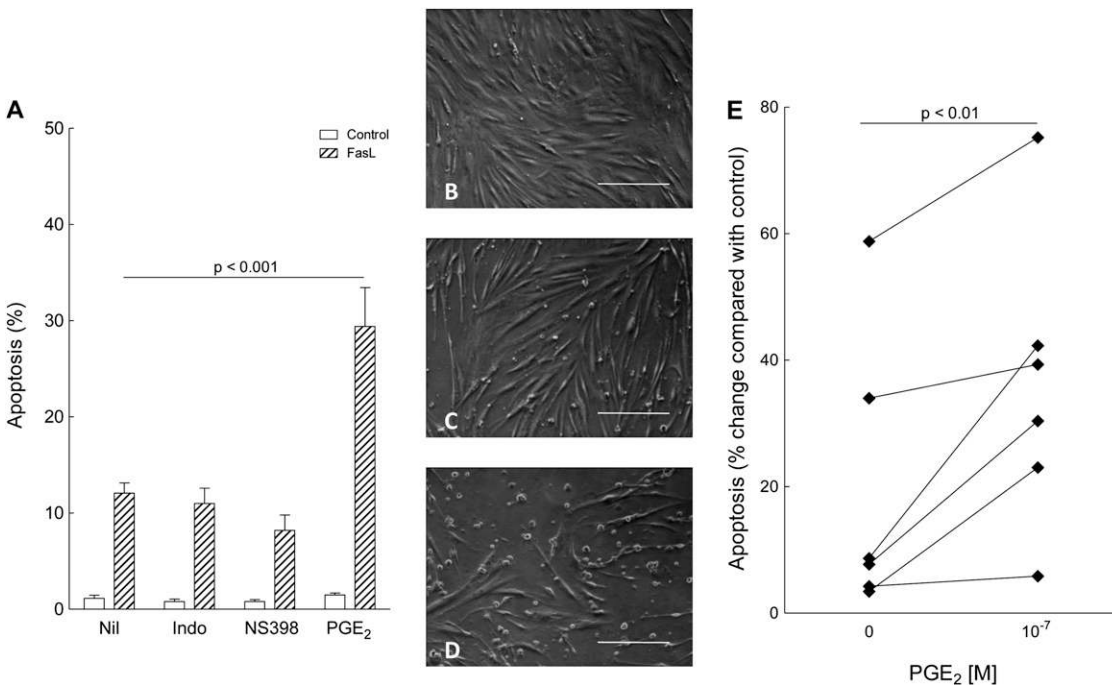 A
Apoptosis (%)
50
40
30
20
10
0
Control
FasL
p < 0.001
Nil
Indo
NS398
PGE₂
B
C
D
E
Apoptosis (% change compared with control)
80
60
40
20
0
p < 0.01
0
10⁻⁷
PGE₂ [M]